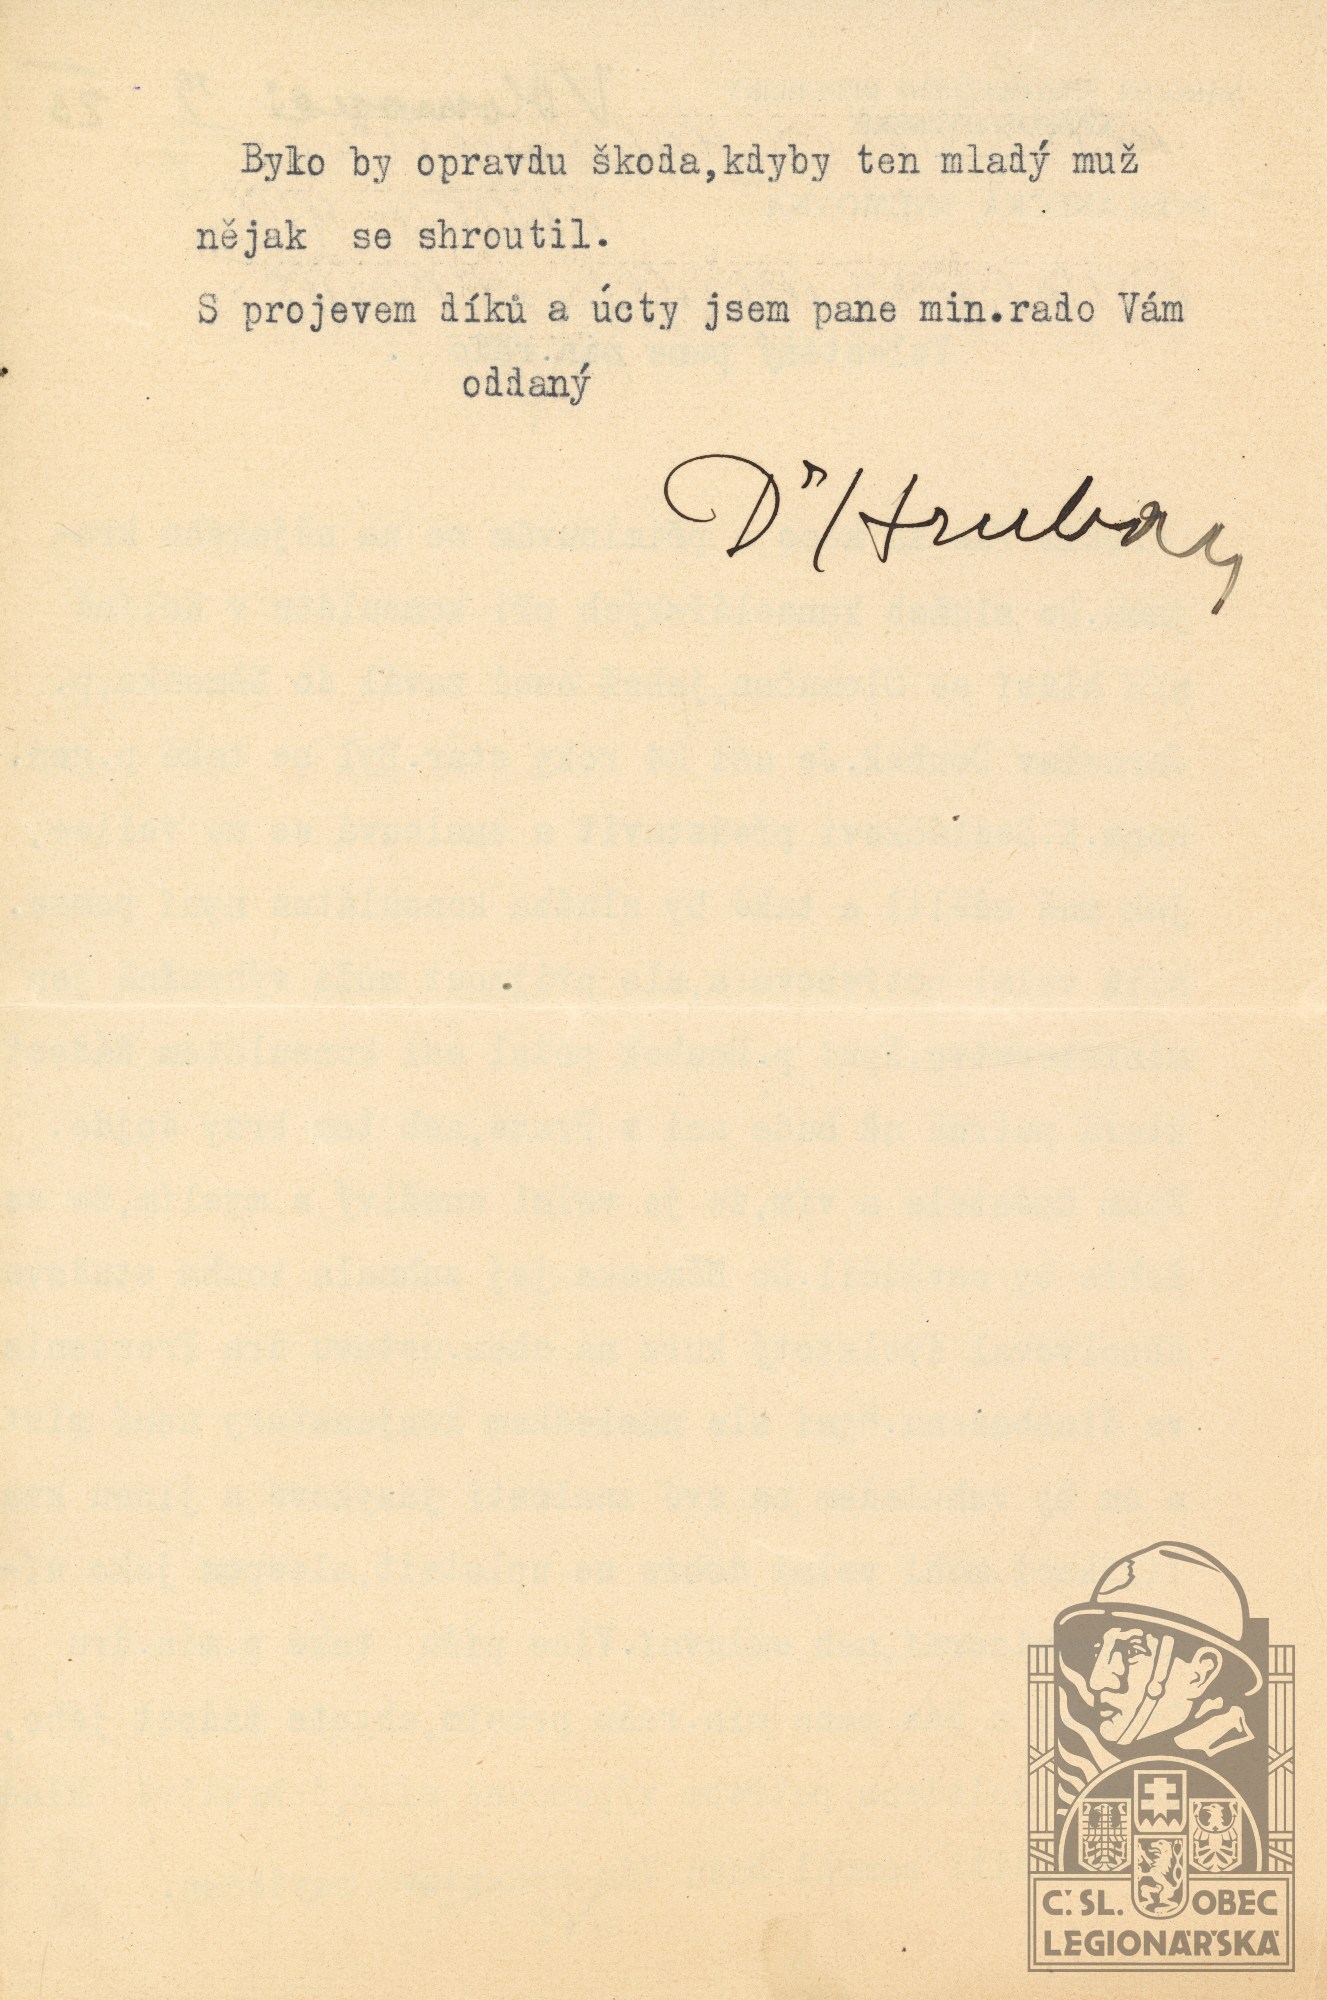 Bylo by opravdu škoda,kdyby ten mladý muž
nějak se shroutil.
S projevem díků a úcty jsem pane min.rado Vám
oddaný
Dr Hrubý
Č. SL. OBEC
LEGIONÁŘSKÁ